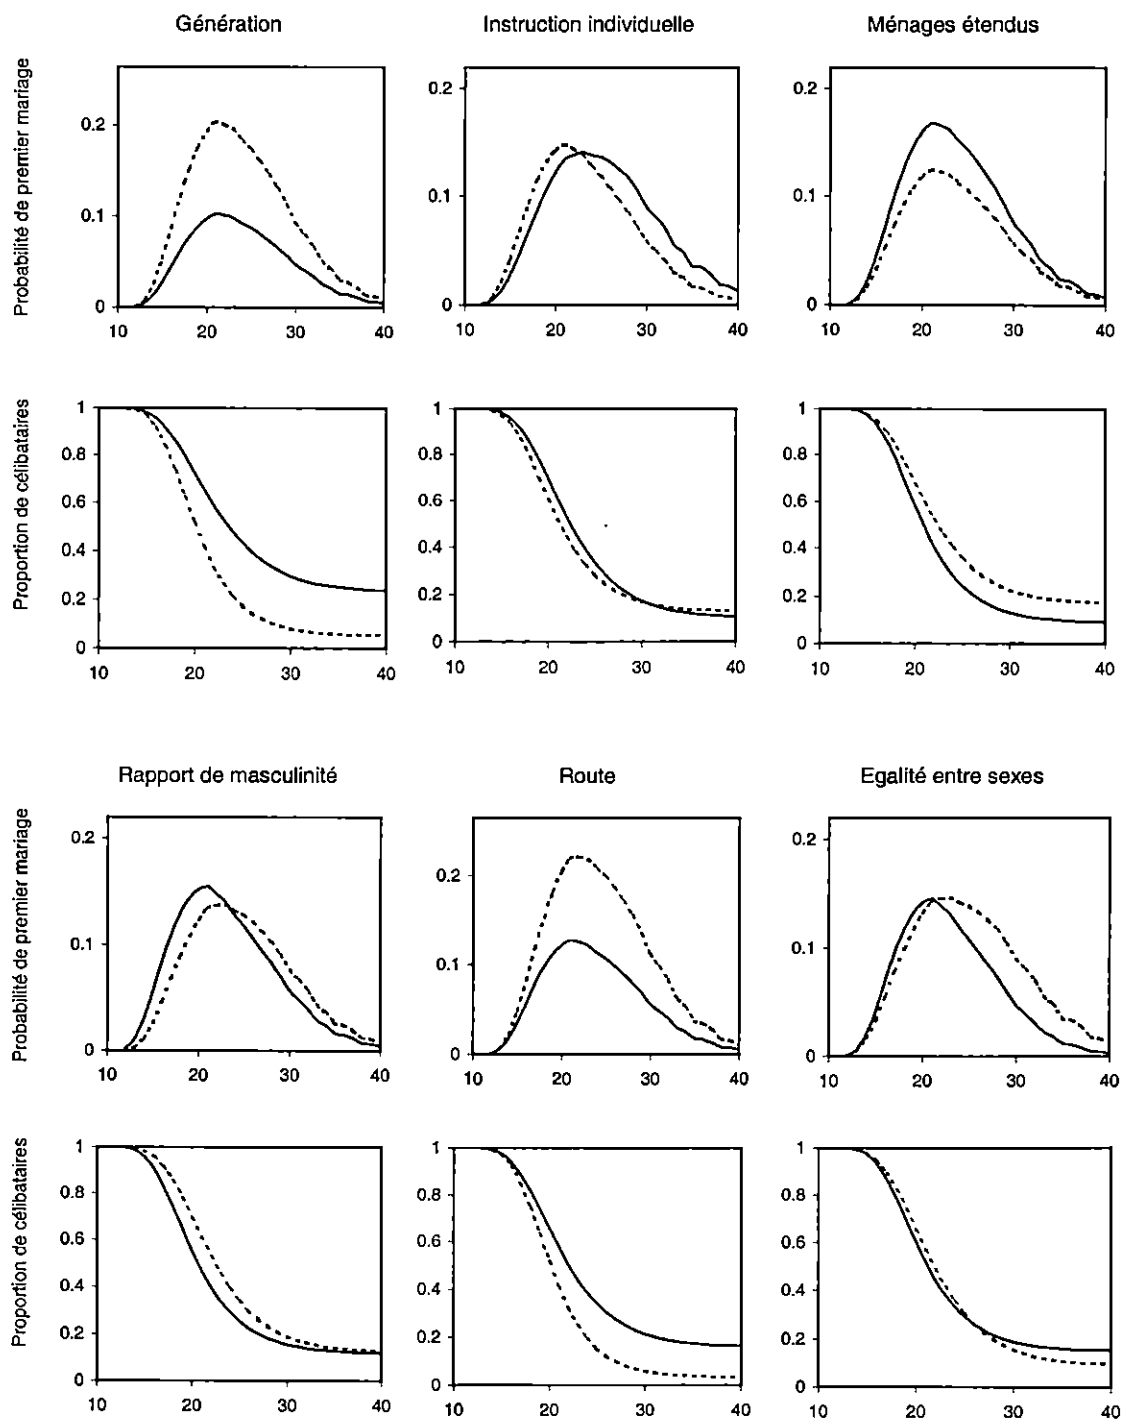 Génération Instruction individuelle Ménages étendus
Probabilité de premier mariage
0.2 0.2 0.2
0.1 0.1 0.1
0 0 0
10 20 30 40 10 20 30 40 10 20 30 40
Proportion de célibataires
1 1 1
0.8 0.8 0.8
0.6 0.6 0.6
0.4 0.4 0.4
0.2 0.2 0.2
0 0 0
10 20 30 40 10 20 30 40 10 20 30 40
Rapport de masculinité Route Egalité entre sexes
Probabilité de premier mariage
0.2 0.2 0.2
0.1 0.1 0.1
0 0 0
10 20 30 40 10 20 30 40 10 20 30 40
Proportion de célibataires
1 1 1
0.8 0.8 0.8
0.6 0.6 0.6
0.4 0.4 0.4
0.2 0.2 0.2
0 0 0
10 20 30 40 10 20 30 40 10 20 30 40